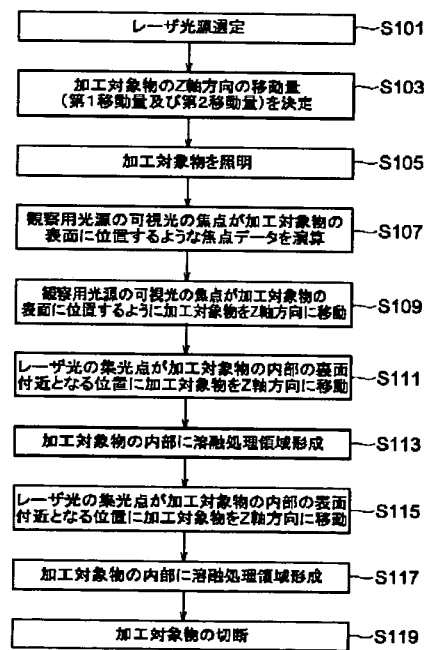 レーザ光源選定
S101
加工対象物のZ軸方向の移動量
(第1移動量及び第2移動量)を決定
S103
加工対象物を照明
S105
観察用光源の可視光の焦点が加工対象物の
表面に位置するような焦点データを演算
S107
観察用光源の可視光の焦点が加工対象物の
表面に位置するように加工対象物をZ軸方向に移動
S109
レーザ光の集光点が加工対象物の内部の裏面
付近となる位置に加工対象物をZ軸方向に移動
S111
加工対象物の内部に溶融処理領域形成
S113
レーザ光の集光点が加工対象物の内部の表面
付近となる位置に加工対象物をZ軸方向に移動
S115
加工対象物の内部に溶融処理領域形成
S117
加工対象物の切断
S119